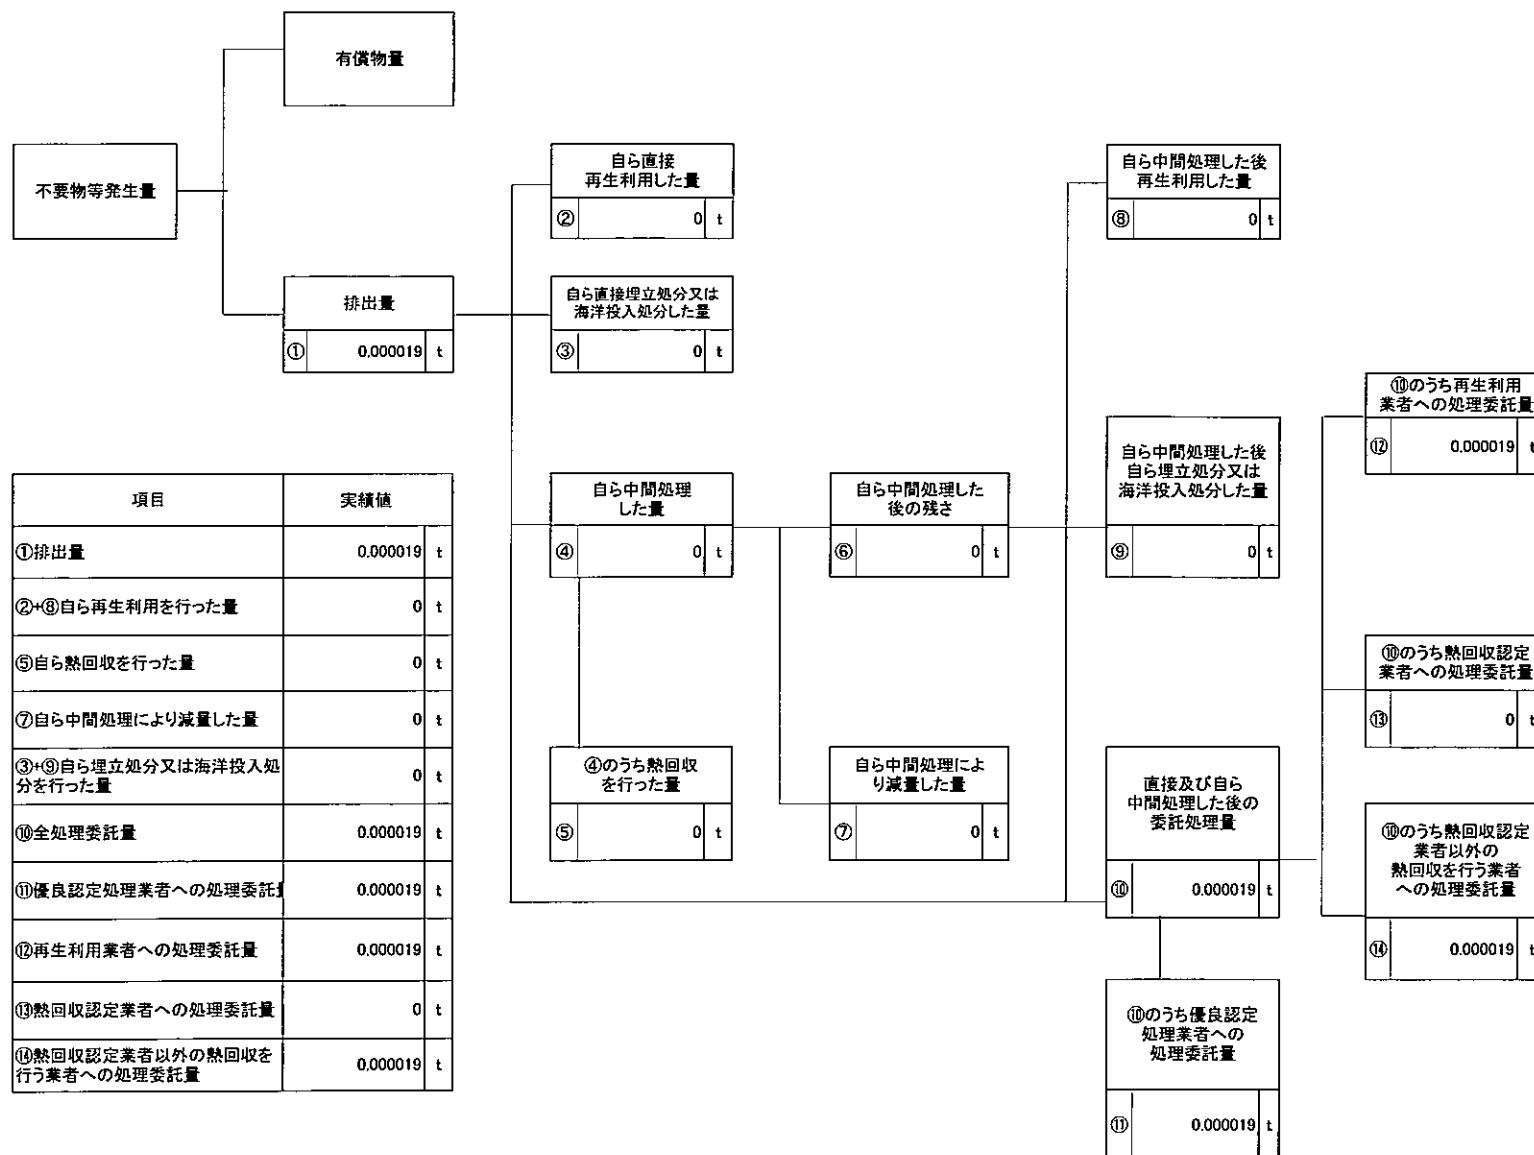 有償物量
不要物等発生量
排出量
① 0.000019 t
自ら直接
再生利用した量
② 0 t
自ら直接埋立処分又は
海洋投入処分した量
③ 0 t
自ら中間処理
した量
④ 0 t
④のうち熱回収
を行った量
⑤ 0 t
自ら中間処理した
後の残さ
⑥ 0 t
自ら中間処理によ
り減量した量
⑦ 0 t
自ら中間処理した後
再生利用した量
⑧ 0 t
自ら中間処理した後
自ら埋立処分又は
海洋投入処分した量
⑨ 0 t
直接及び自ら
中間処理した後の
委託処理量
⑩ 0.000019 t
⑩のうち優良認定
処理業者への
処理委託量
⑪ 0.000019 t
⑩のうち再生利用
業者への処理委託量
⑫ 0.000019 t
⑩のうち熱回収認定
業者への処理委託量
⑬ 0 t
⑩のうち熱回収認定
業者以外の
熱回収を行う業者
への処理委託量
⑭ 0.000019 t
項目 実績値
①排出量 0.000019 t
②+⑧自ら再生利用を行った量 0 t
⑤自ら熱回収を行った量 0 t
⑦自ら中間処理により減量した量 0 t
③+⑨自ら埋立処分又は海洋投入処
分を行った量 0 t
⑩全処理委託量 0.000019 t
⑪優良認定処理業者への処理委託量 0.000019 t
⑫再生利用業者への処理委託量 0.000019 t
⑬熱回収認定業者への処理委託量 0 t
⑭熱回収認定業者以外の熱回収を
行う業者への処理委託量 0.000019 t